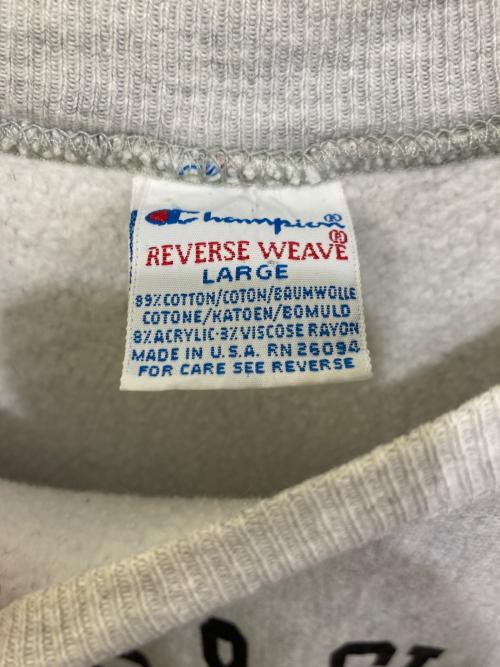 Champion®
REVERSE WEAVE®
LARGE
89% COTTON/COTON/BAUMWOLLE
COTONE/KATOEN/BOMULD
8% ACRYLIC-3% VISCOSE RAYON
MADE IN U.S.A. RN 26094
FOR CARE SEE REVERSE
&